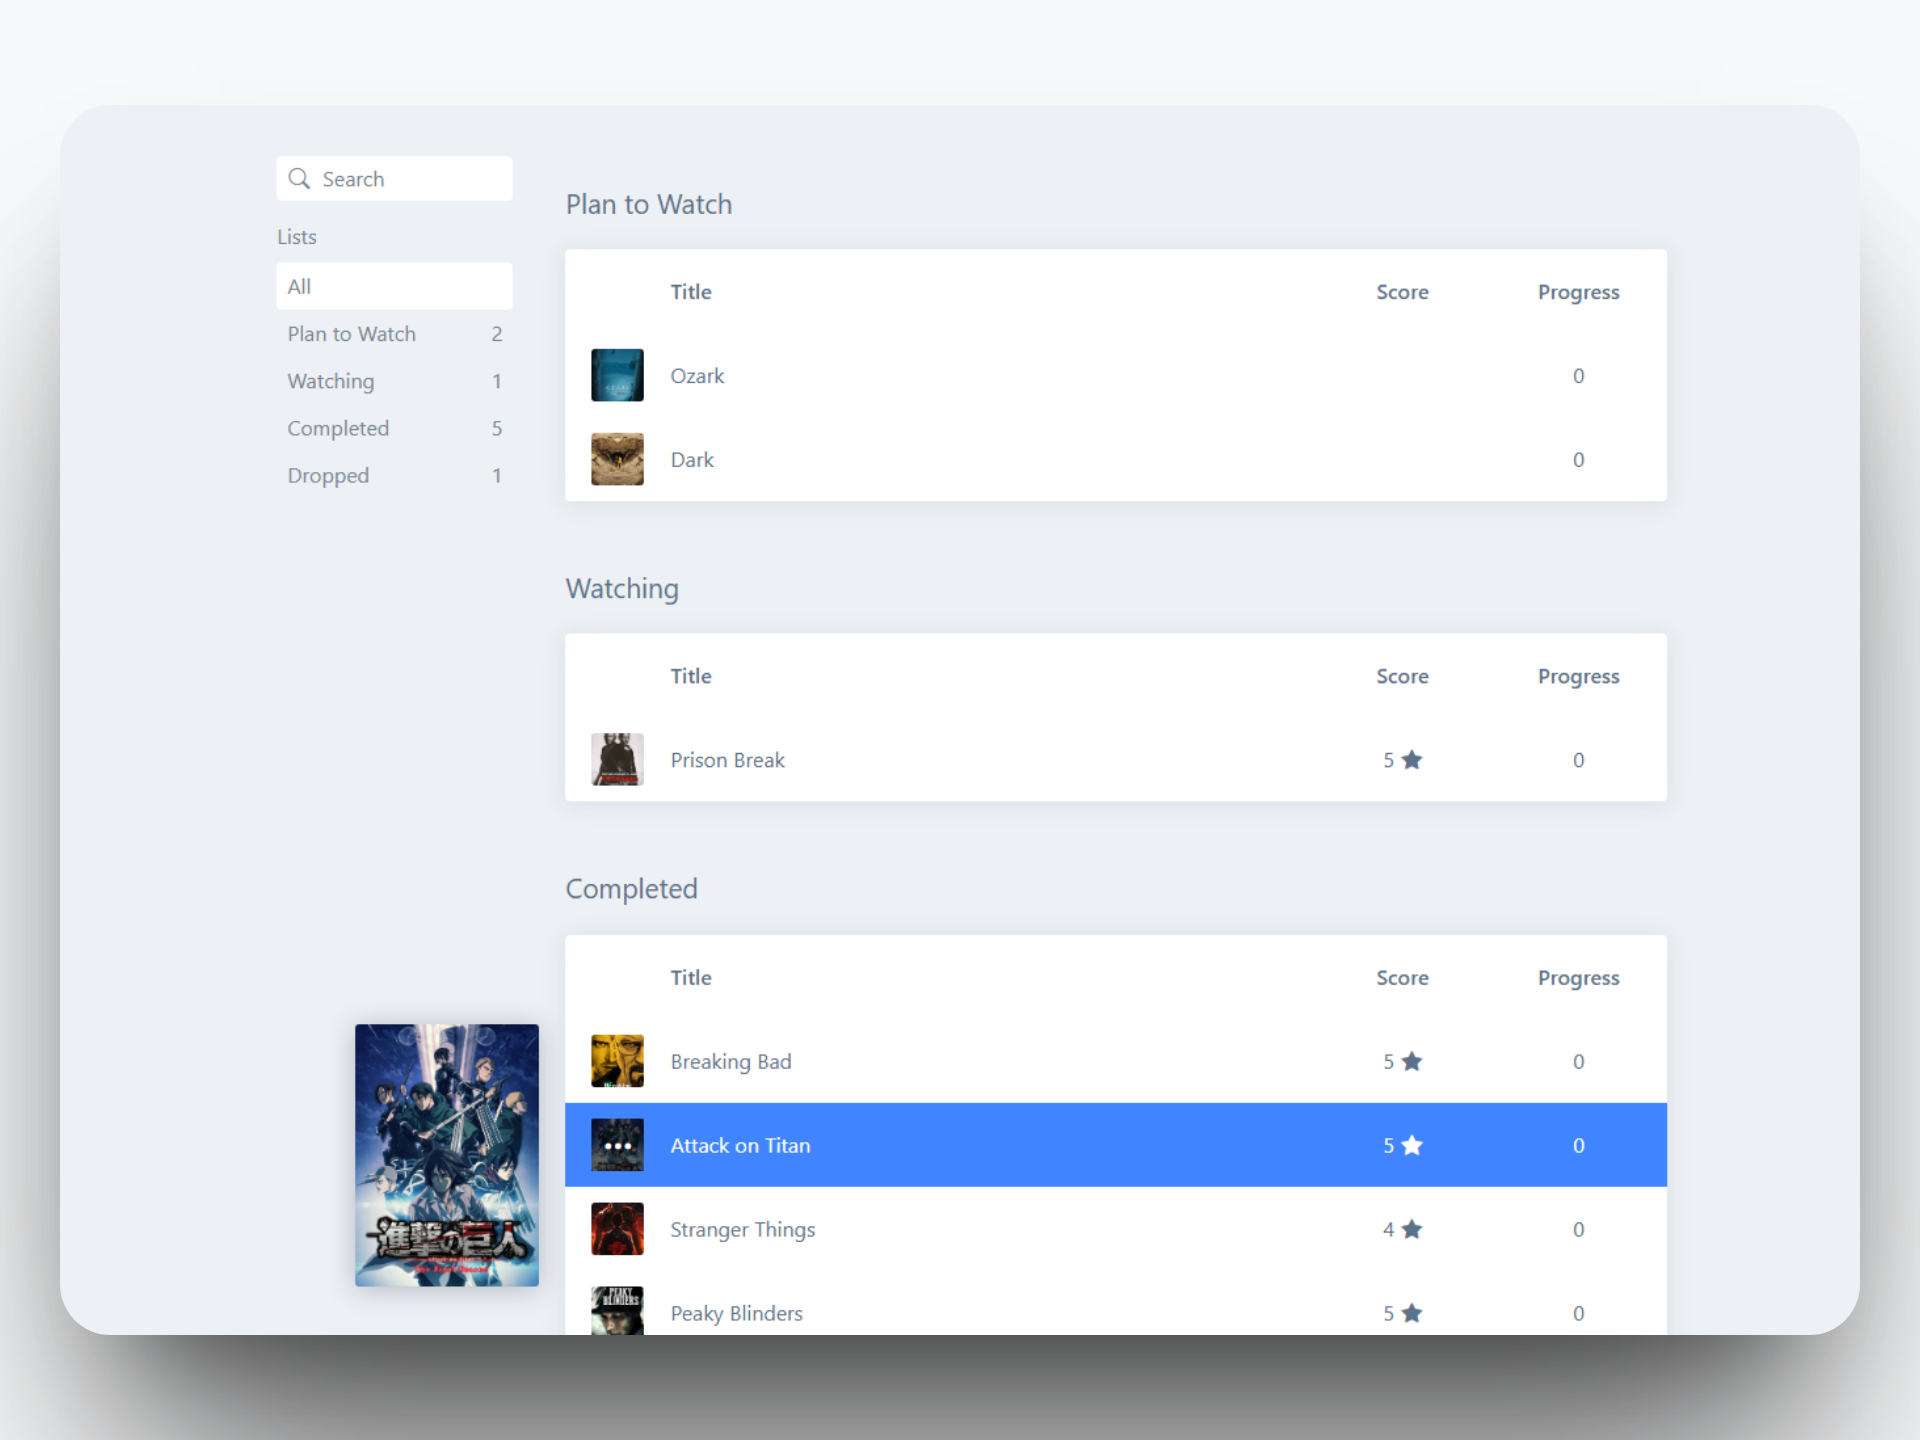 Search
Lists
All
Plan to Watch 2
Watching 1
Completed 5
Dropped 1
Plan to Watch
Title Score Progress
Ozark 0
Dark 0
Watching
Title Score Progress
Prison Break 5 0
Completed
Title Score Progress
Breaking Bad 5 0
Attack on Titan 5 0
Stranger Things 4 0
PEAKY
BLINDERS
Peaky Blinders 5 0
進撃の巨人